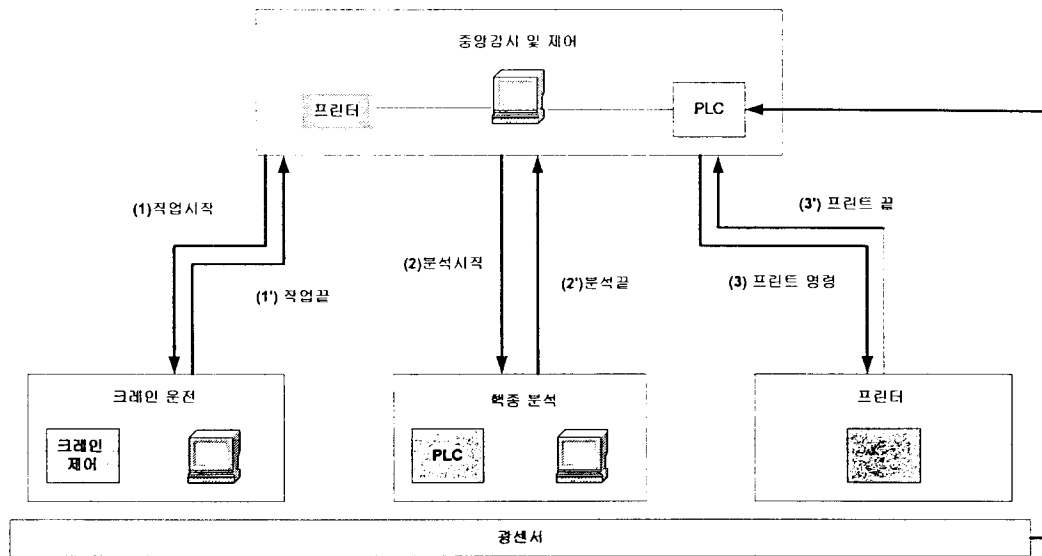 중앙감시 및 제어
프린터
PLC
(1)직업시작
(1') 작업끝
(2)분석시직
(2')분석끝
(3') 프린트 끝
(3) 프린트 명령
크레인 운전
크레인
제어
핵종 분석
PLC
프린터
광센서